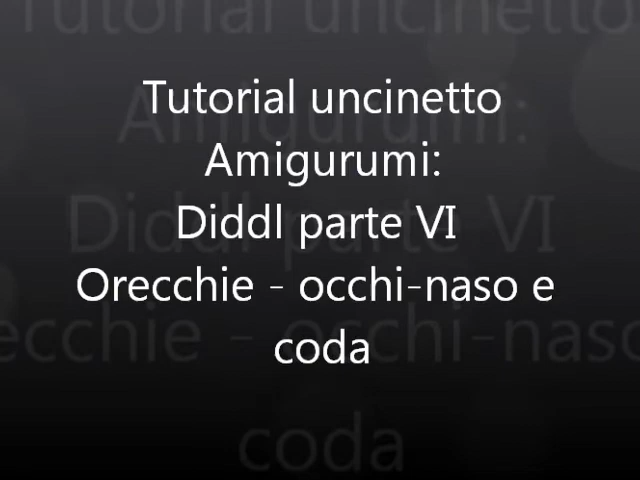 Tutorial uncinetto
Amigurumi:
Diddl parte VI
Orecchie - occhi-naso e
coda